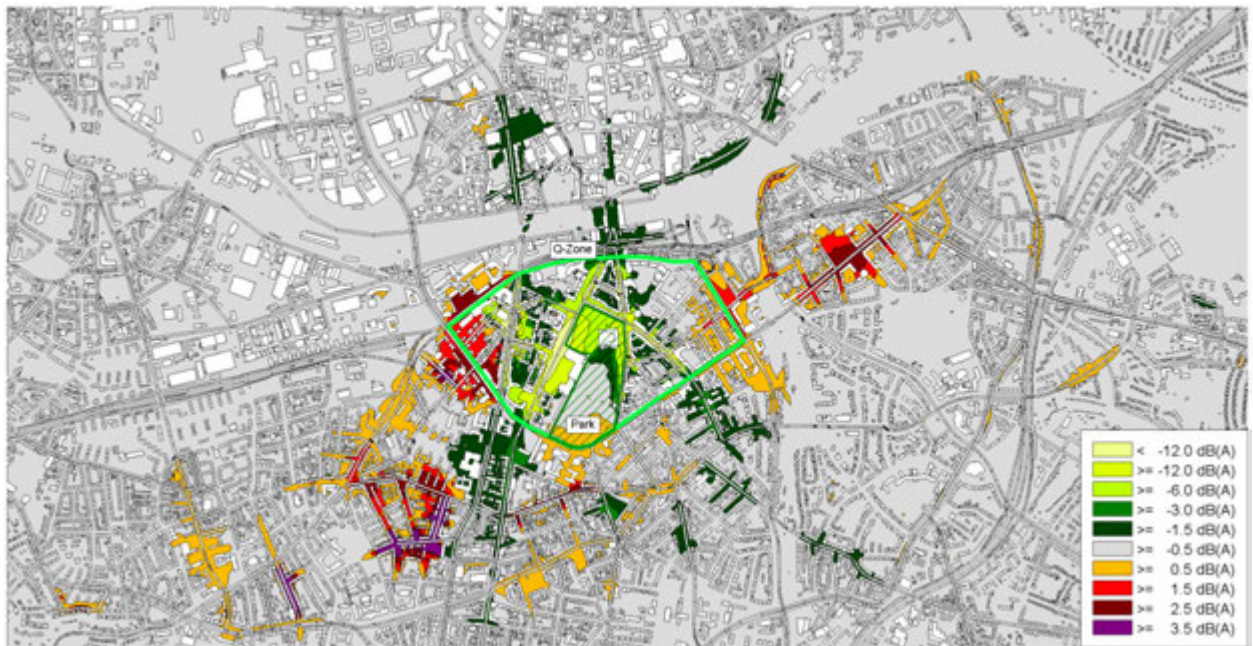 Q-Zone
Park
< -12.0 dB(A)
>= -12.0 dB(A)
>= -6.0 dB(A)
>= -3.0 dB(A)
>= -1.5 dB(A)
>= -0.5 dB(A)
>= 0.5 dB(A)
>= 1.5 dB(A)
>= 2.5 dB(A)
>= 3.5 dB(A)